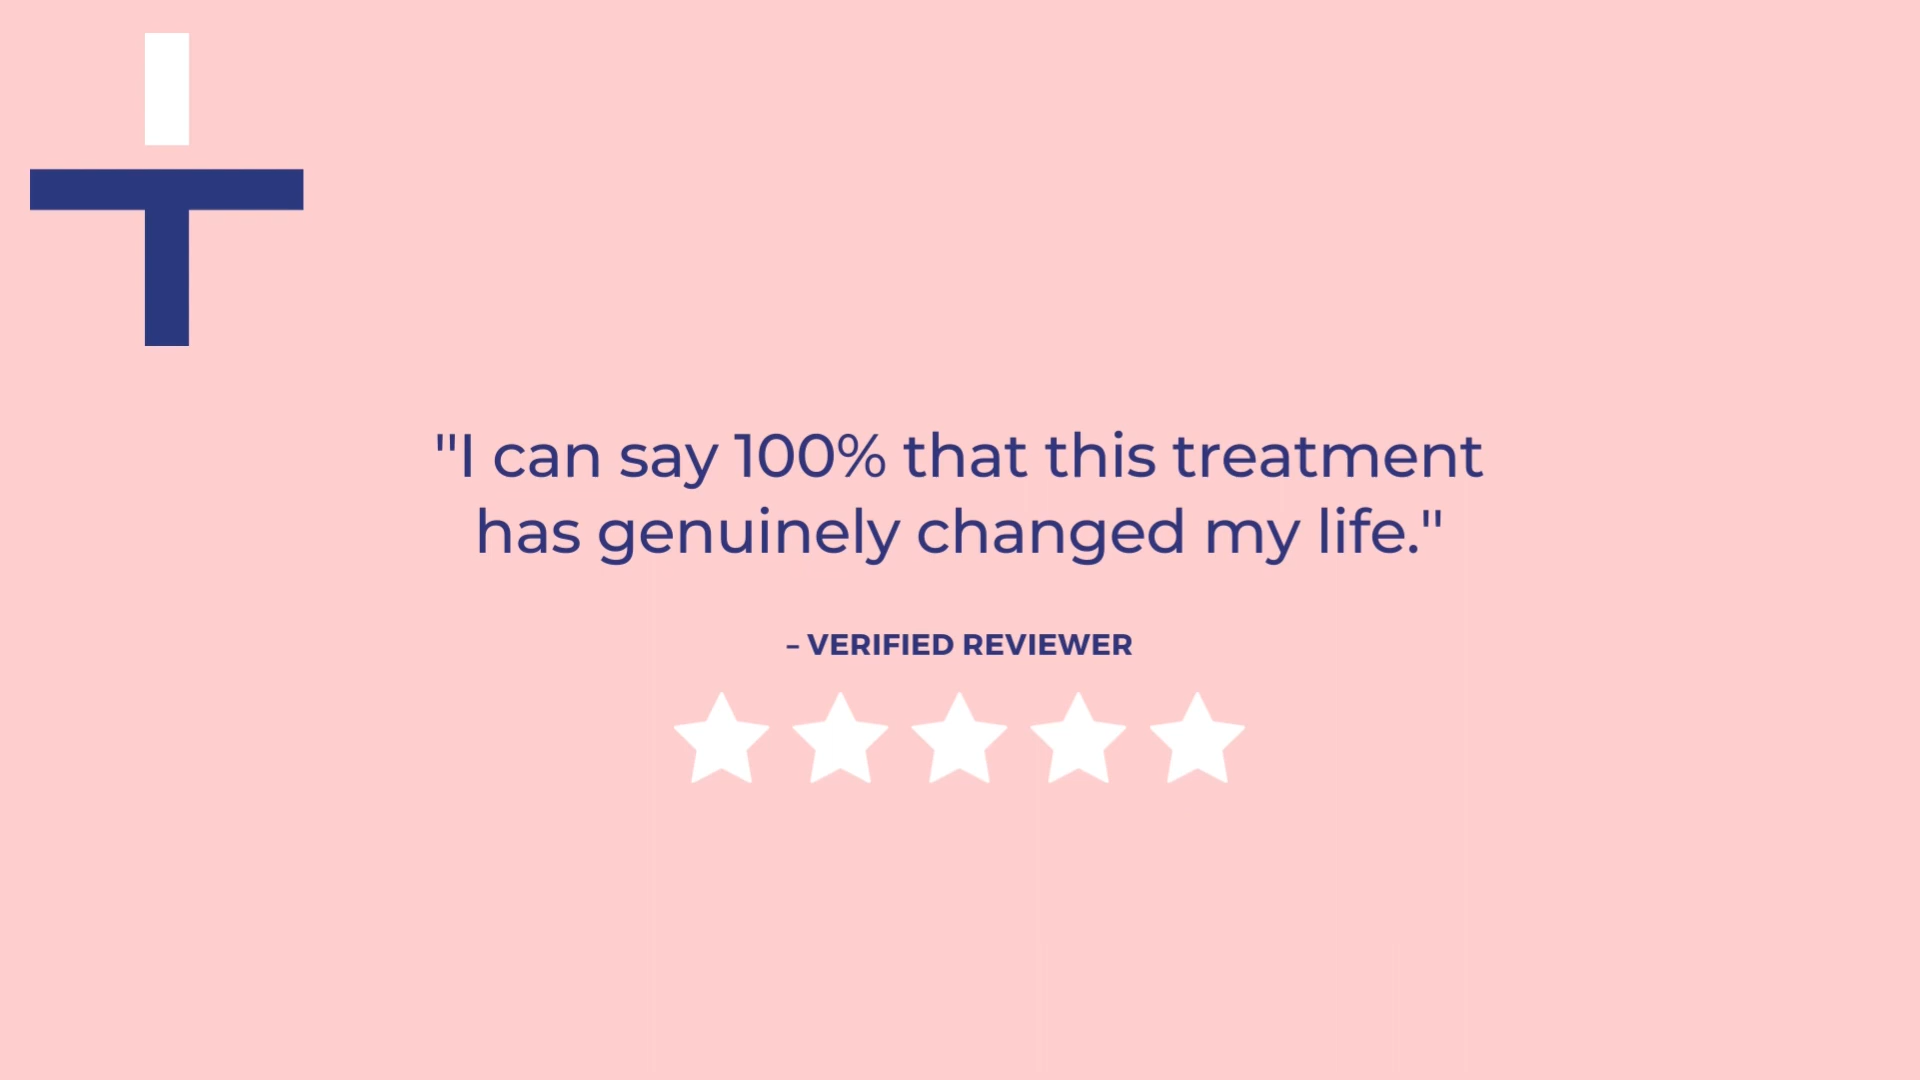 "I can say 100% that this treatment
has genuinely changed my life."
– VERIFIED REVIEWER